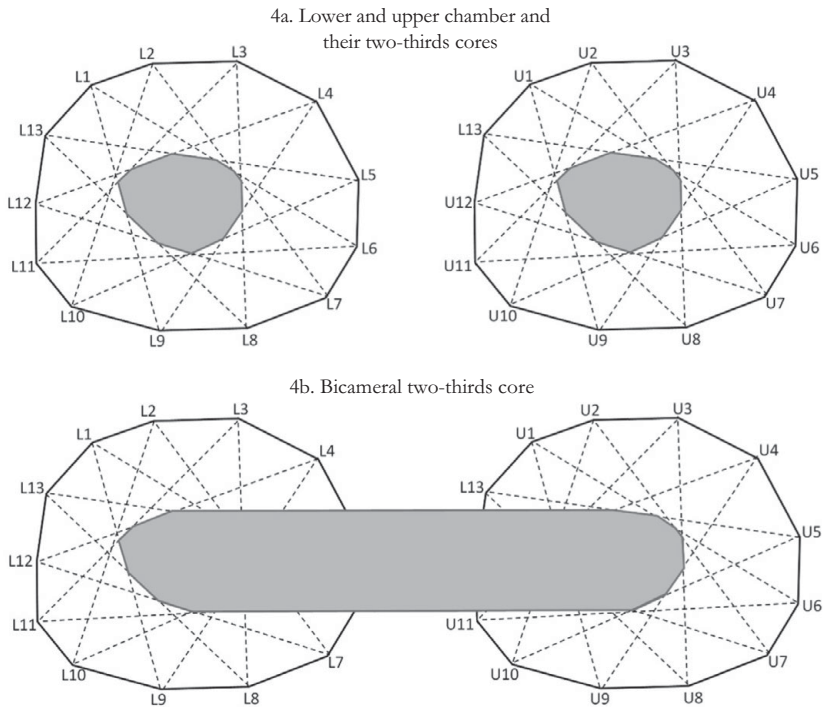 4a. Lower and upper chamber and
their two-thirds cores
L1
L2
L3
L4
L5
L6
L7
L8
L9
L10
L11
L12
L13
U1
U2
U3
U4
U5
U6
U7
U8
U9
U10
U11
U12
L13
4b. Bicameral two-thirds core
L1
L2
L3
L4
L7
L8
L9
L10
L11
L12
L13
U1
U2
U3
U4
U5
U6
U7
U8
U9
U10
U11
L13